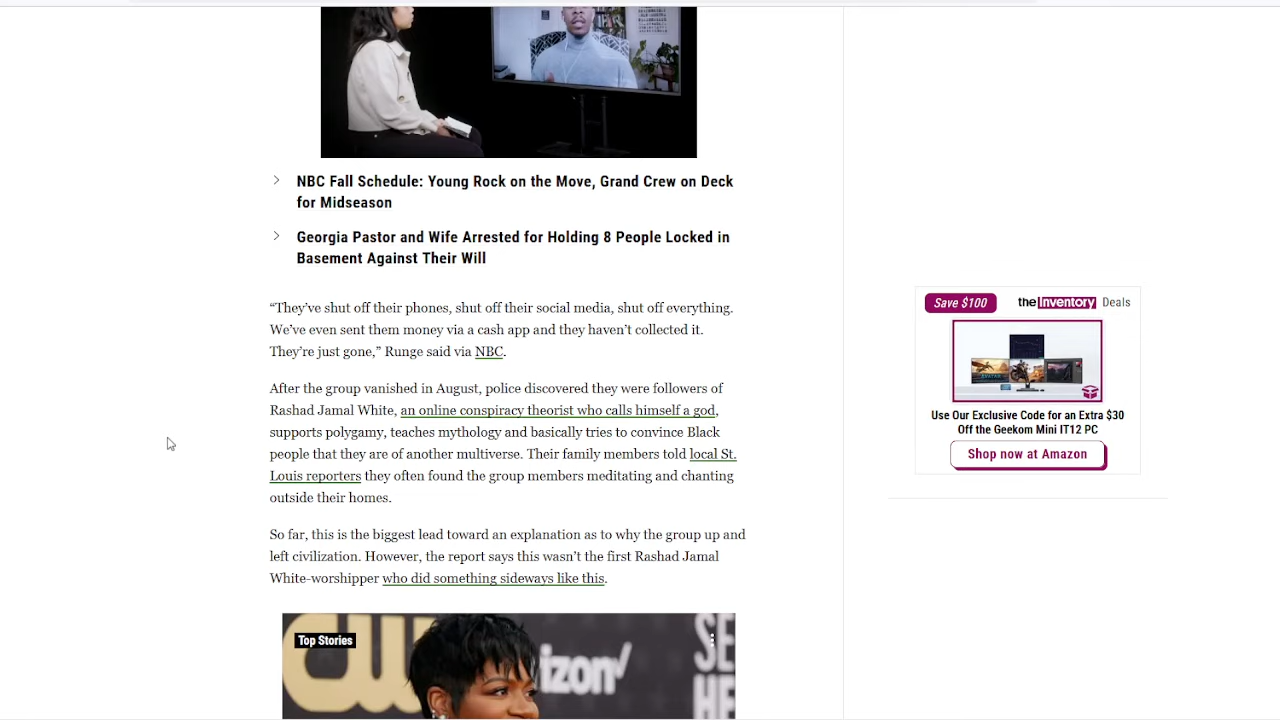 NBC Fall Schedule: Young Rock on the Move, Grand Crew on Deck
for Midseason
Georgia Pastor and Wife Arrested for Holding 8 People Locked in
Basement Against Their Will
“They’ve shut off their phones, shut off their social media, shut off everything.
We’ve even sent them money via a cash app and they haven’t collected it.
They’re just gone,” Runge said via NBC.
After the group vanished in August, police discovered they were followers of
Rashad Jamal White, an online conspiracy theorist who calls himself a god,
supports polygamy, teaches mythology and basically tries to convince Black
people that they are of another multiverse. Their family members told local St.
Louis reporters they often found the group members meditating and chanting
outside their homes.
So far, this is the biggest lead toward an explanation as to why the group up and
left civilization. However, the report says this wasn’t the first Rashad Jamal
White-worshipper who did something sideways like this.
Top Stories
CW
izon
SE
HE
Save $100
the Inventory Deals
Use Our Exclusive Code for an Extra $30
Off the Geekom Mini IT12 PC
Shop now at Amazon